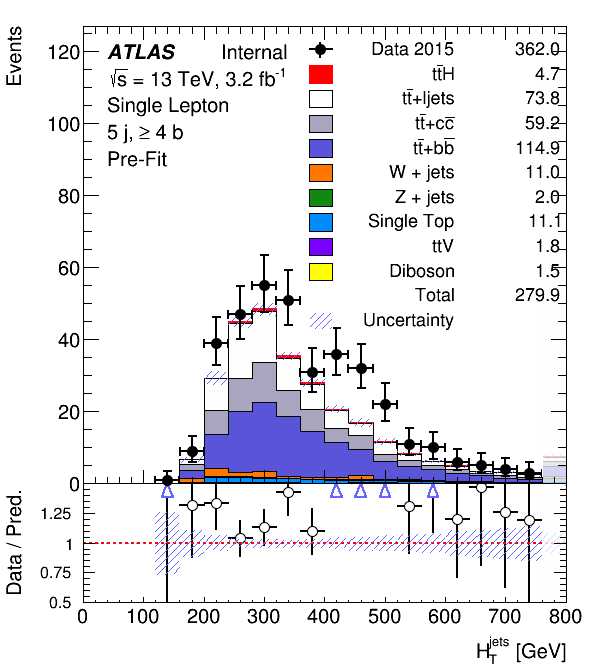 ATLAS Internal
√s = 13 TeV, 3.2 fb⁻¹
Single Lepton
5 j, ≥ 4 b
Pre-Fit
Data 2015 362.0
tt̄H 4.7
tt̄+ljets 73.8
tt̄+cc̄ 59.2
tt̄+bb̄ 114.9
W + jets 11.0
Z + jets 2.0
Single Top 11.1
ttV 1.8
Diboson 1.5
Total 279.9
Uncertainty
Events
120
100
80
60
40
20
0
Data / Pred.
1.25
1
0.75
0.5
0 100 200 300 400 500 600 700 800
H_T^jets [GeV]